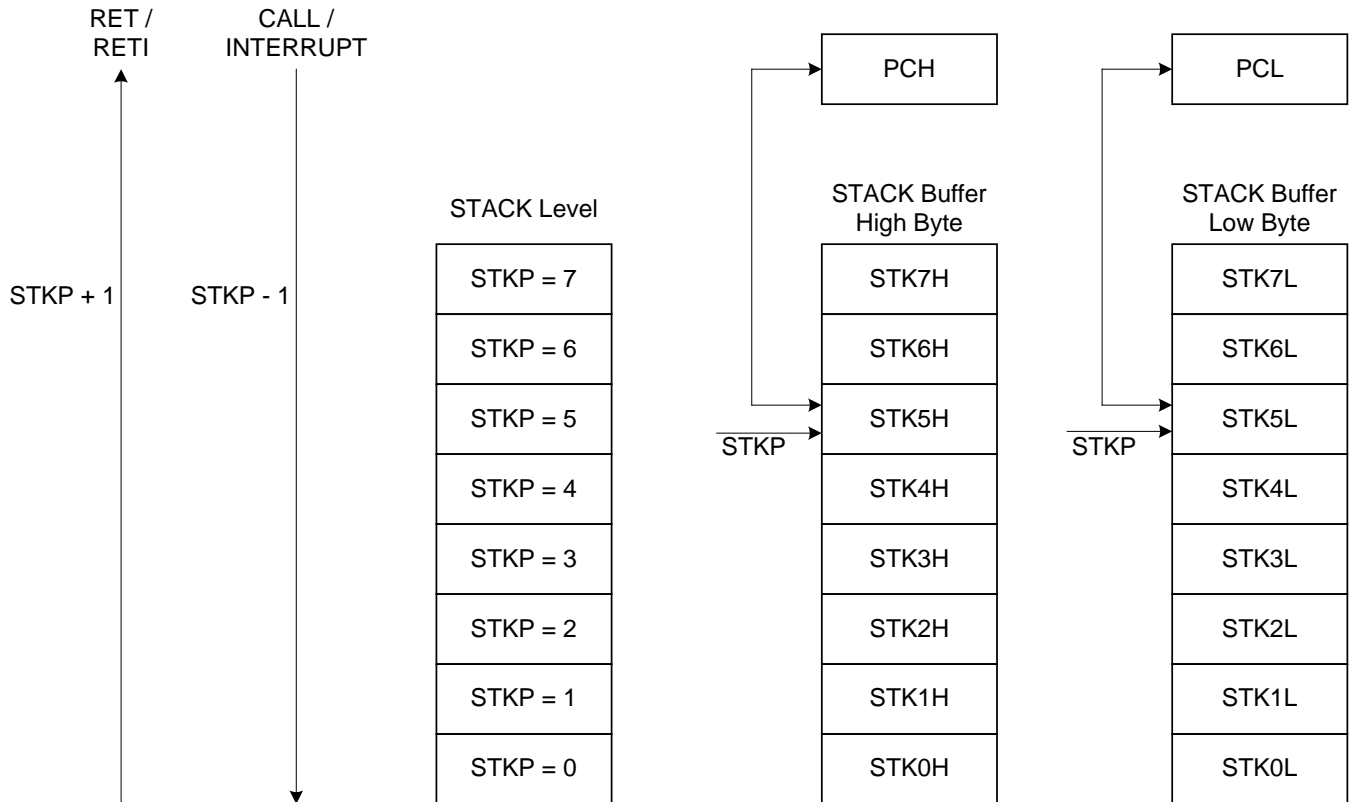 RET /
RETI
CALL /
INTERRUPT
PCH
PCL
STACK Level
STACK Buffer
High Byte
STACK Buffer
Low Byte
STKP + 1
STKP - 1
STKP = 7
STK7H
STK7L
STKP = 6
STK6H
STK6L
STKP = 5
STK5H
STK5L
STKP
STKP
STKP = 4
STK4H
STK4L
STKP = 3
STK3H
STK3L
STKP = 2
STK2H
STK2L
STKP = 1
STK1H
STK1L
STKP = 0
STK0H
STK0L